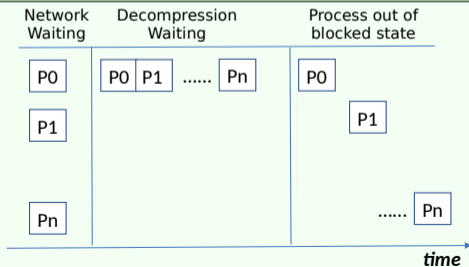 Network Waiting
Decompression Waiting
Process out of blocked state
P0
P0 P1 ...... Pn
P0
P1
P1
Pn
...... Pn
time